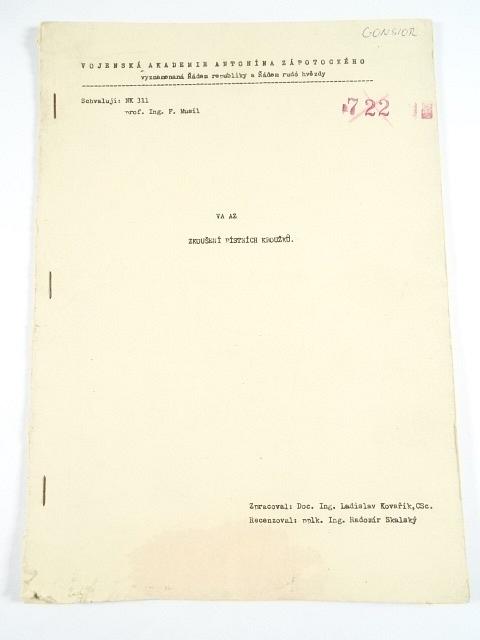 GONSIOR
VOJENSKÁ AKADEMIE ANTONÍNA ZÁPOTOCKÉHO
vyznamenaná Řádem republiky a Řádem rudé hvězdy
Schvaluji: NK 311
prof. Ing. F. Musil
722
VA AZ
ZKOUŠENÍ PÍSTNÍCH KROUŽKŮ.
Zpracoval: Doc. Ing. Ladislav Kovařík,CSc.
Recenzoval: pplk. Ing. Radomír Skalský